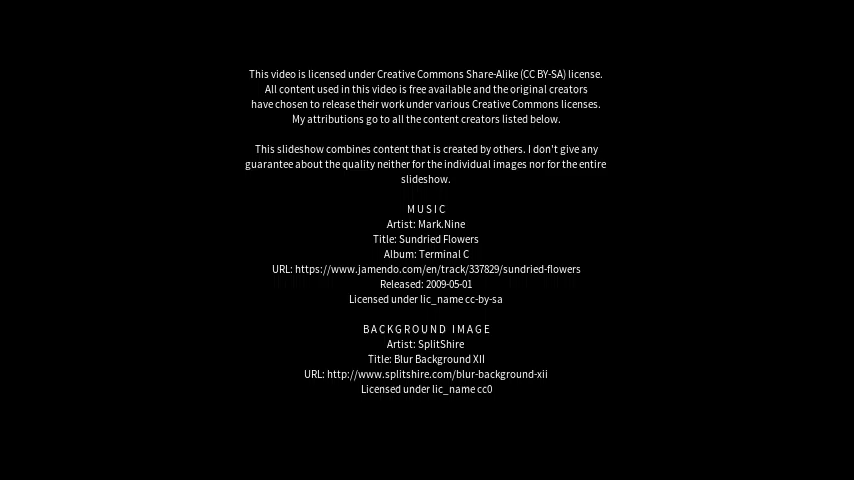 This video is licensed under Creative Commons Share-Alike (CC BY-SA) license.
All content used in this video is free available and the original creators
have chosen to release their work under various Creative Commons licenses.
My attributions go to all the content creators listed below.
This slideshow combines content that is created by others. I don't give any
guarantee about the quality neither for the individual images nor for the entire
slideshow.
MUSIC
Artist: Mark.Nine
Title: Sundried Flowers
Album: Terminal C
URL: https://www.jamendo.com/en/track/337829/sundried-flowers
Released: 2009-05-01
Licensed under lic_name cc-by-sa
BACKGROUND IMAGE
Artist: SplitShire
Title: Blur Background XII
URL: http://www.splitshire.com/blur-background-xii
Licensed under lic_name cc0